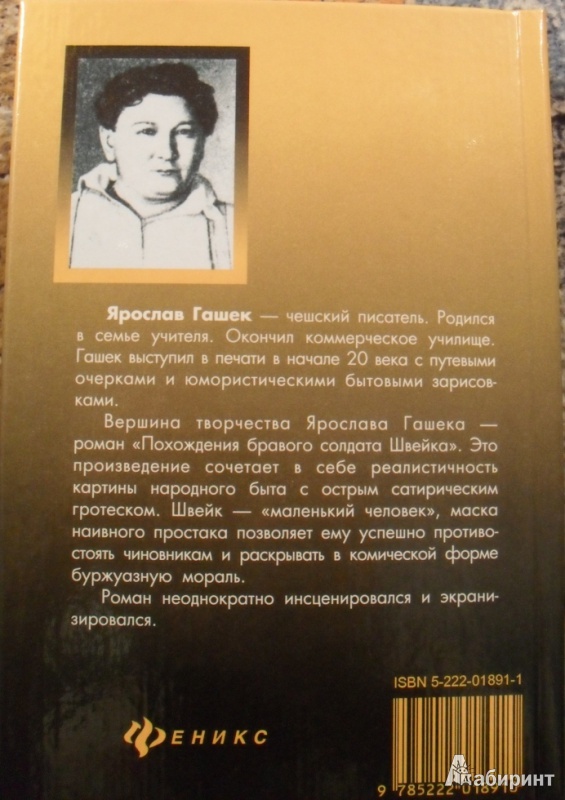 Ярослав Гашек — чешский писатель. Родился
в семье учителя. Окончил коммерческое училище.
Гашек выступил в печати в начале 20 века с путевыми
очерками и юмористическими бытовыми зарисов-
ками.
Вершина творчества Ярослава Гашека —
роман «Похождения бравого солдата Швейка». Это
произведение сочетает в себе реалистичность
картины народного быта с острым сатирическим
гротеском. Швейк — «маленький человек», маска
наивного простака позволяет ему успешно противо-
стоять чиновникам и раскрывать в комической форме
буржуазную мораль.
Роман неоднократно инсценировался и экрани-
зировался.
ISBN 5-222-01891-1
ФЕНИКС
9 785222 018910
Лабиринт